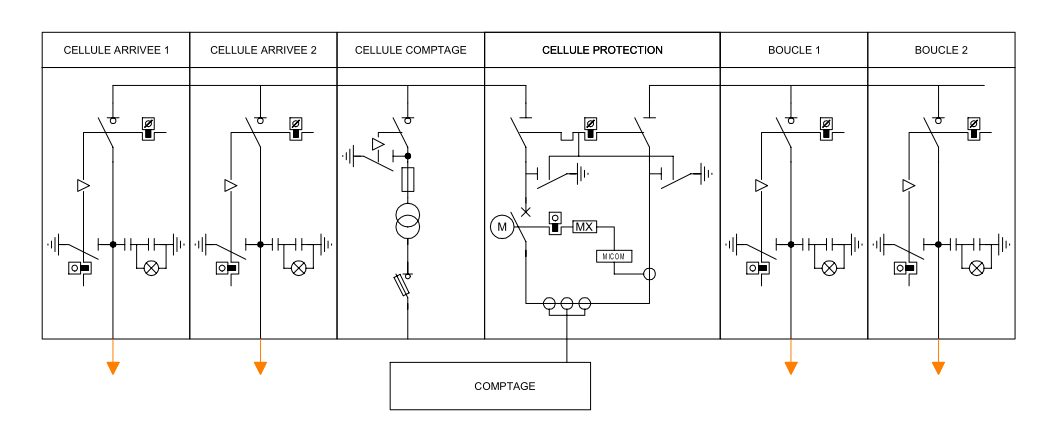 CELLULE ARRIVEE 1
CELLULE ARRIVEE 2
CELLULE COMPTAGE
CELLULE PROTECTION
BOUCLE 1
BOUCLE 2
M
MX
MICOM
COMPTAGE